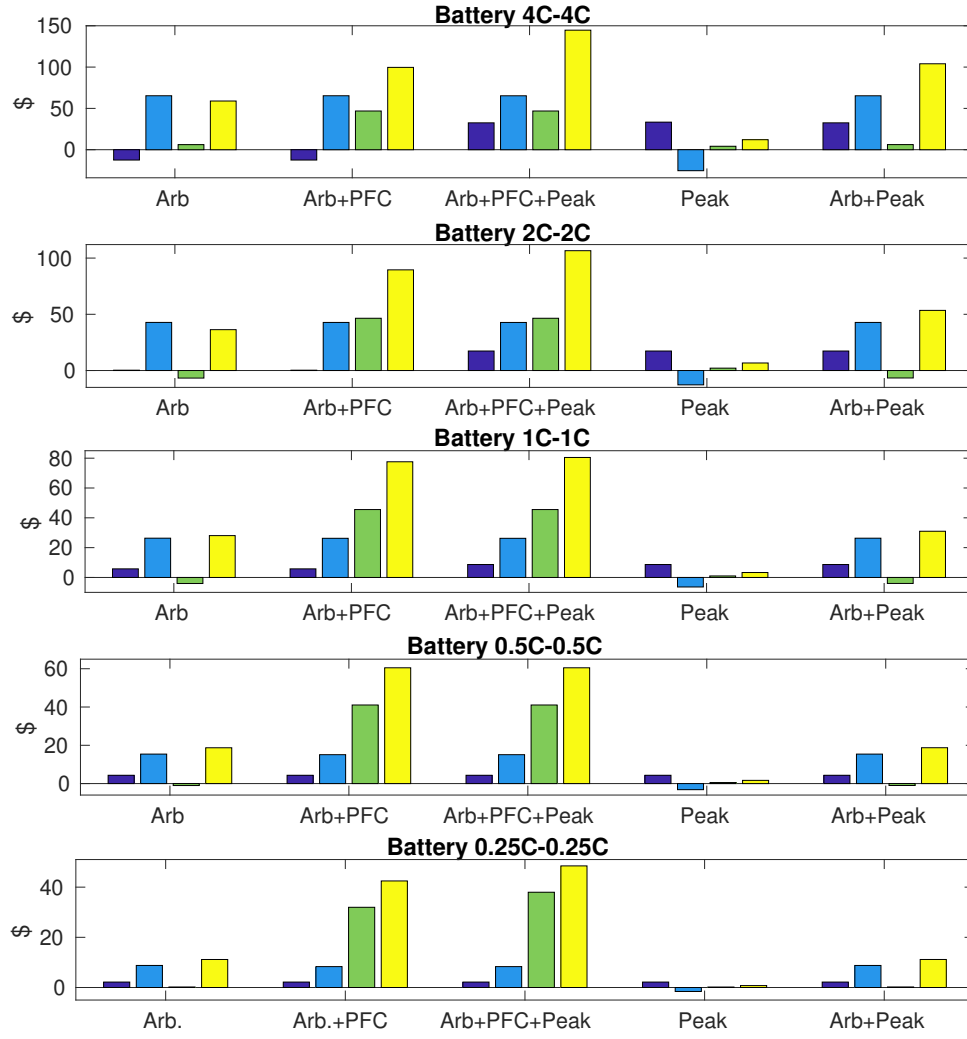 Battery 4C-4C
150
100
50
0
$
Arb Arb+PFC Arb+PFC+Peak Peak Arb+Peak
Battery 2C-2C
100
50
0
$
Arb Arb+PFC Arb+PFC+Peak Peak Arb+Peak
Battery 1C-1C
80
60
40
20
0
$
Arb Arb+PFC Arb+PFC+Peak Peak Arb+Peak
Battery 0.5C-0.5C
60
40
20
0
$
Arb Arb+PFC Arb+PFC+Peak Peak Arb+Peak
Battery 0.25C-0.25C
40
20
0
$
Arb. Arb.+PFC Arb+PFC+Peak Peak Arb+Peak